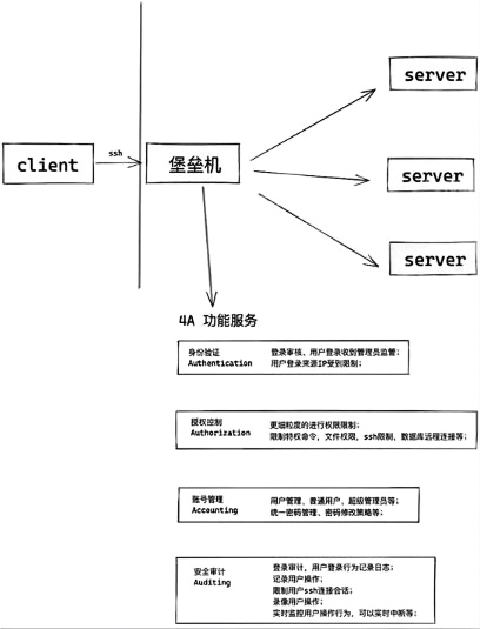 server
client
ssh
堡垒机
server
server
4A 功能服务
身份验证
Authentication
登录审核、用户登录收到管理员监管;
用户登录来源IP受到限制;
授权控制
Authorization
更细粒度的进行权限限制;
限制特权命令, 文件权限, ssh限制, 数据库远程连接等;
账号管理
Accounting
用户管理、普通用户, 超级管理员等;
统一密码管理、密码修改策略等;
安全审计
Auditing
登录审计, 用户登录行为记录日志;
记录用户操作;
限制用户ssh连接会话;
录像用户操作;
实时监控用户操作行为, 可以实时中断等;